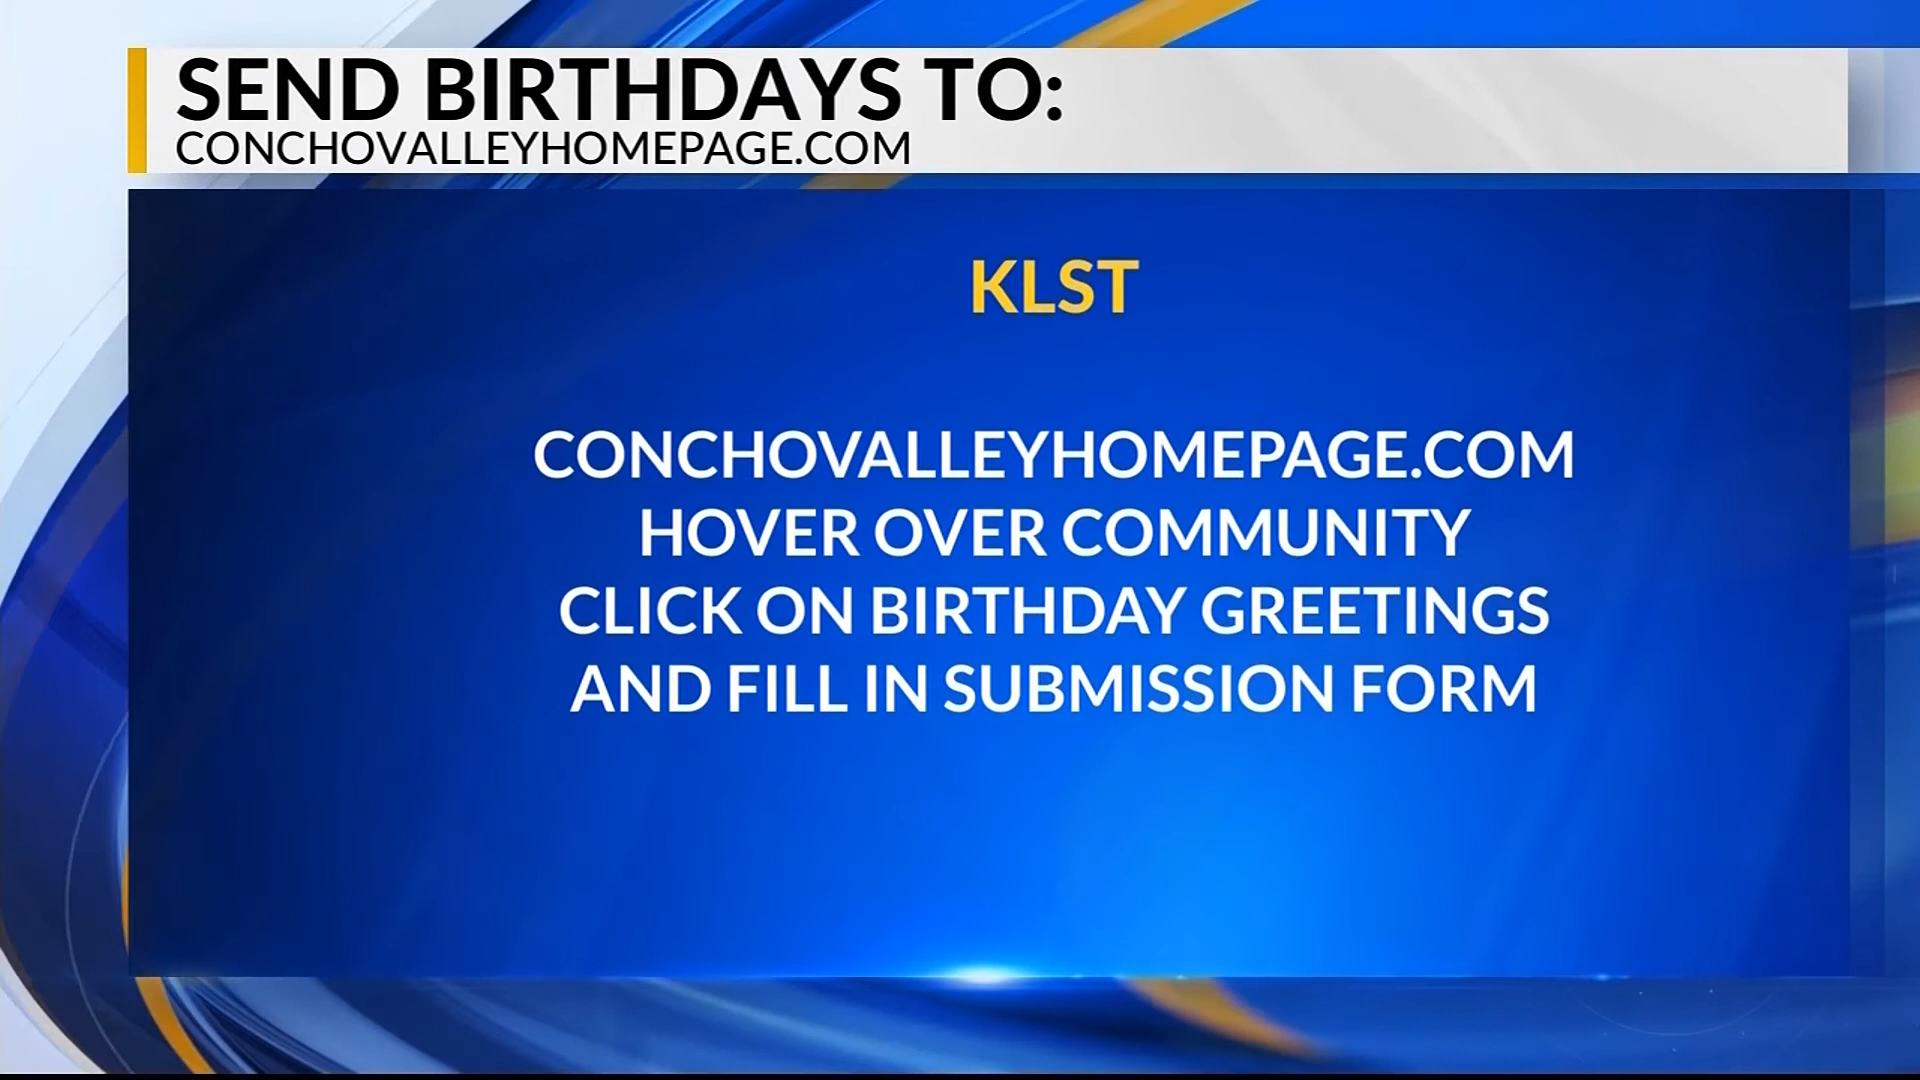 SEND BIRTHDAYS TO:
CONCHOVALLEYHOMEPAGE.COM
KLST
CONCHOVALLEYHOMEPAGE.COM
HOVER OVER COMMUNITY
CLICK ON BIRTHDAY GREETINGS
AND FILL IN SUBMISSION FORM